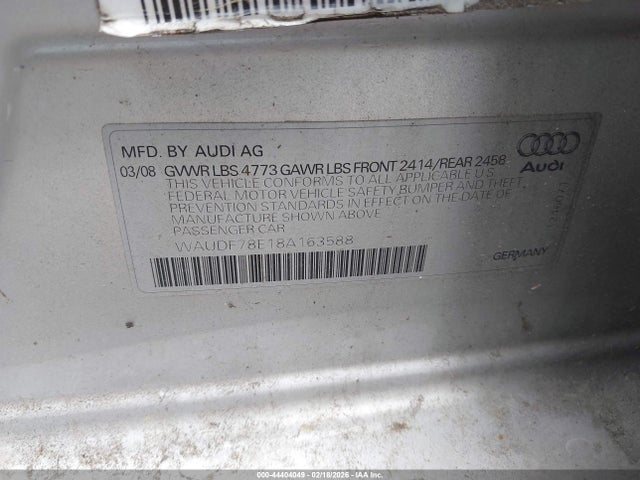 MFD. BY AUDI AG
03/08 GVWR LBS 4773 GAWR LBS FRONT 2414/REAR 2458
THIS VEHICLE CONFORMS TO ALL APPLICABLE U.S.
FEDERAL MOTOR VEHICLE SAFETY, BUMPER AND THEFT
PREVENTION STANDARDS IN EFFECT ON THE DATE OF
MANUFACTURE SHOWN ABOVE
PASSENGER CAR
WAUDF78E18A163588
Audi
GERMANY
000-44404049 - 02/18/2026 - IAA Inc.